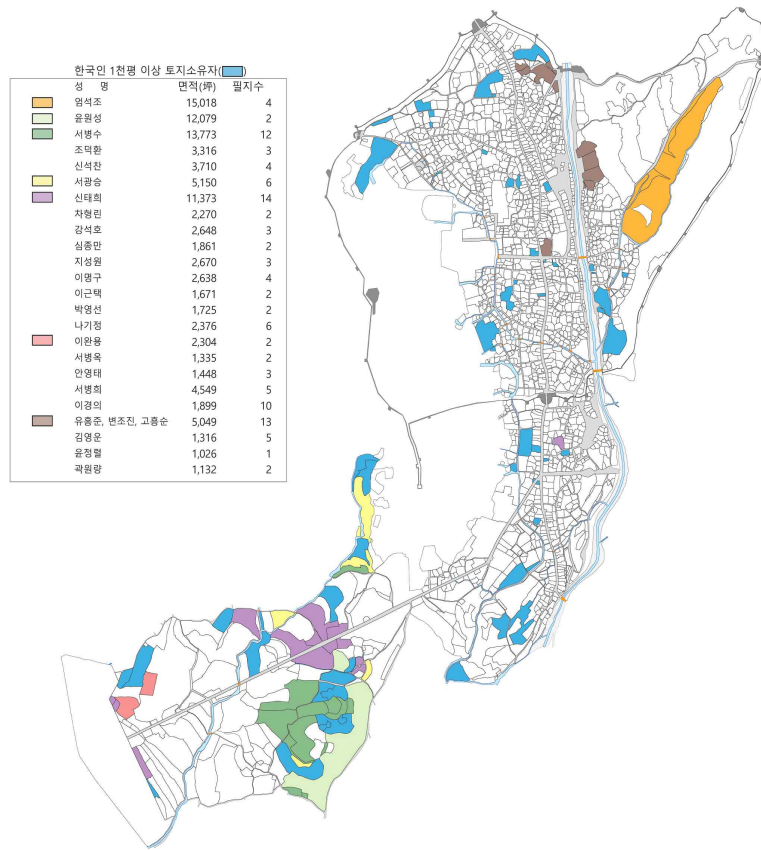 한국인 1천평 이상 토지소유자( )
성 명 면적(坪) 필지수
엄석조 15,018 4
윤원성 12,079 2
서병수 13,773 12
조덕환 3,316 3
신석찬 3,710 4
서광승 5,150 6
신태희 11,373 14
차형린 2,270 2
강석호 2,648 3
심종만 1,861 2
지성원 2,670 3
이명구 2,638 4
이근택 1,671 2
박영선 1,725 2
나기정 2,376 6
이완용 2,304 2
서병옥 1,335 2
안영태 1,448 3
서병희 4,549 5
이경의 1,899 10
유홍준, 변조진, 고흥순 5,049 13
김영운 1,316 5
윤정렬 1,026 1
곽원량 1,132 2